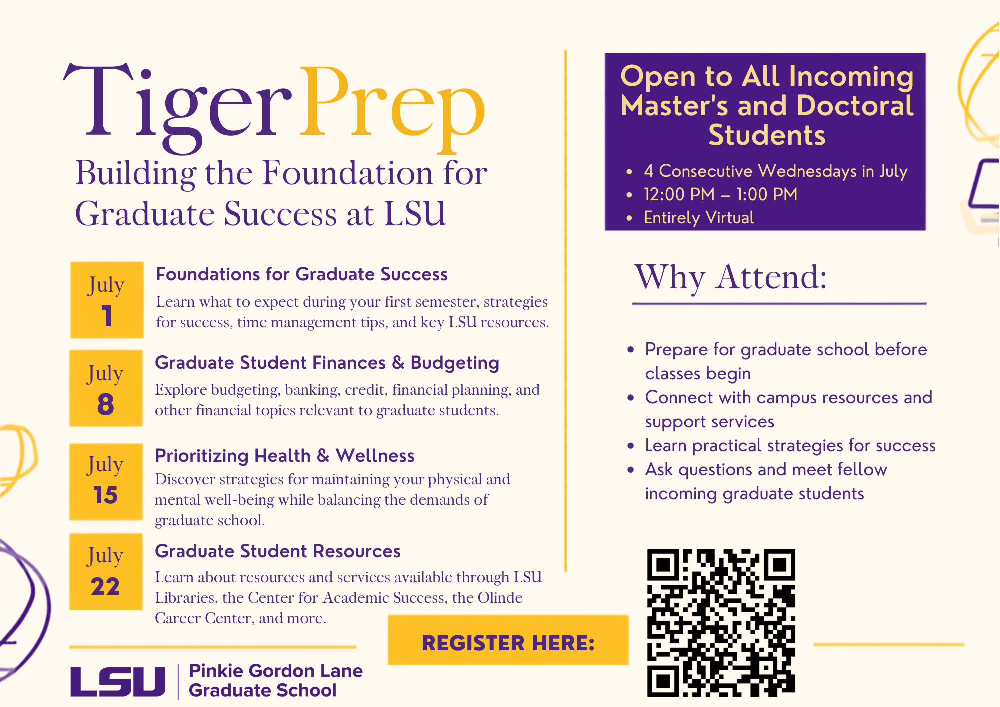 TigerPrep
Building the Foundation for
Graduate Success at LSU
July
1
Foundations for Graduate Success
Learn what to expect during your first semester, strategies
for success, time management tips, and key LSU resources.
July
8
Graduate Student Finances & Budgeting
Explore budgeting, banking, credit, financial planning, and
other financial topics relevant to graduate students.
July
15
Prioritizing Health & Wellness
Discover strategies for maintaining your physical and
mental well-being while balancing the demands of
graduate school.
July
22
Graduate Student Resources
Learn about resources and services available through LSU
Libraries, the Center for Academic Success, the Olinde
Career Center, and more.
Open to All Incoming
Master's and Doctoral
Students
• 4 Consecutive Wednesdays in July
• 12:00 PM – 1:00 PM
• Entirely Virtual
Why Attend:
• Prepare for graduate school before
classes begin
• Connect with campus resources and
support services
• Learn practical strategies for success
• Ask questions and meet fellow
incoming graduate students
REGISTER HERE:
LSU
Pinkie Gordon Lane
Graduate School